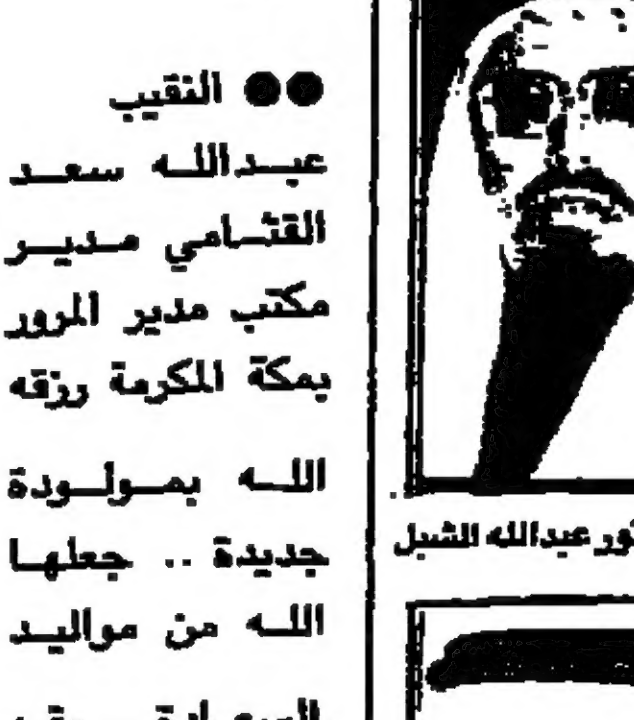 ●● النقيب
عبدالله سعد
القثامي مدير
مكتب مدير المرور
بمكة المكرمة رزقه
الله بمولودة
جديدة .. جعلها
الله من مواليد
عبدالله الشبل